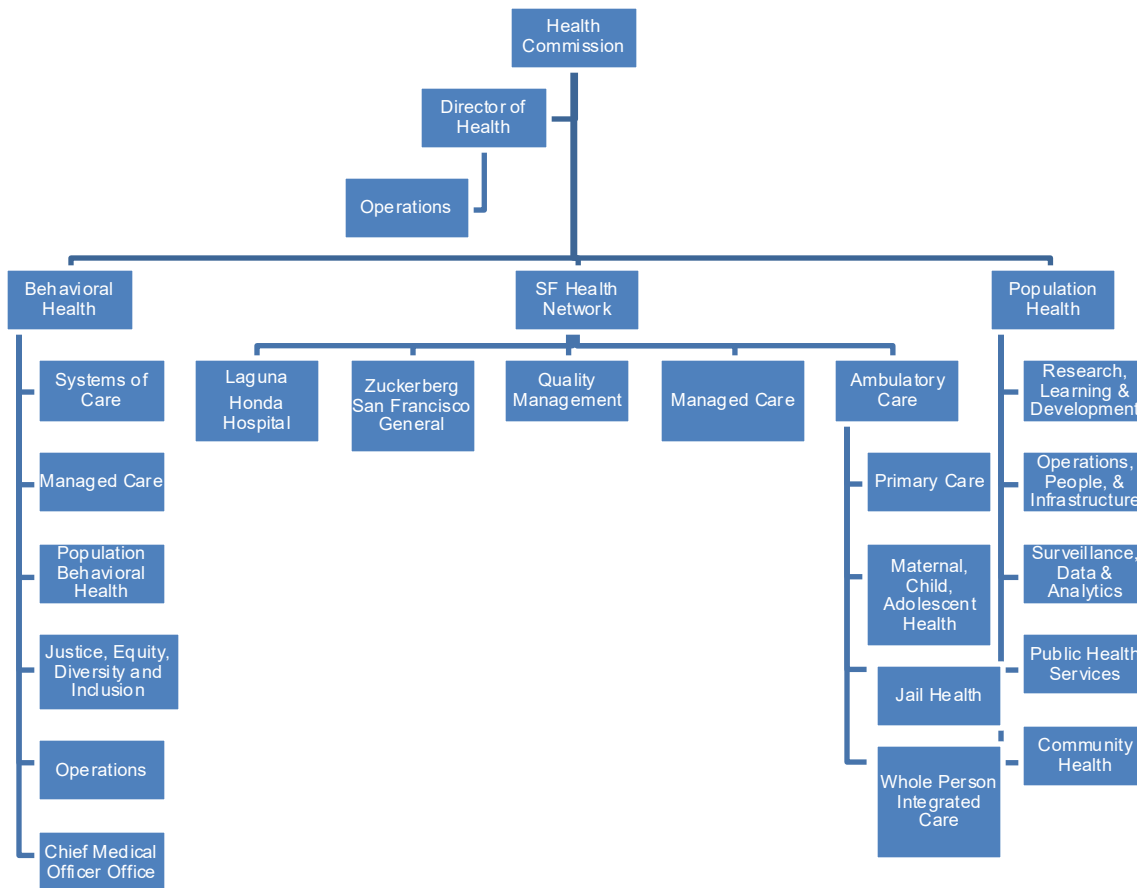 Health
Commission
Director of
Health
Operations
Behavioral
Health
SF Health
Network
Population
Health
Systems of
Care
Laguna
Honda
Hospital
Zuckerberg
San Francisco
General
Quality
Management
Managed Care
Ambulatory
Care
Research,
Learning &
Development
Managed Care
Primary Care
Operations,
People, &
Infrastructure
Population
Behavioral
Health
Maternal,
Child,
Adolescent
Health
Surveillance,
Data &
Analytics
Justice, Equity,
Diversity and
Inclusion
Jail Health
Public Health
Services
Operations
Whole Person
Integrated
Care
Community
Health
Chief Medical
Officer Office